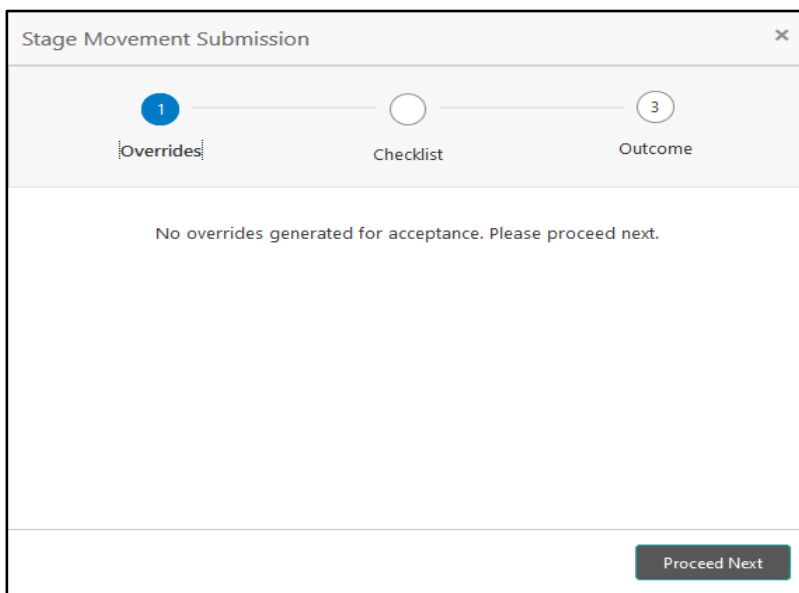 Stage Movement Submission ×
1 3
Overrides Checklist Outcome
No overrides generated for acceptance. Please proceed next.
Proceed Next